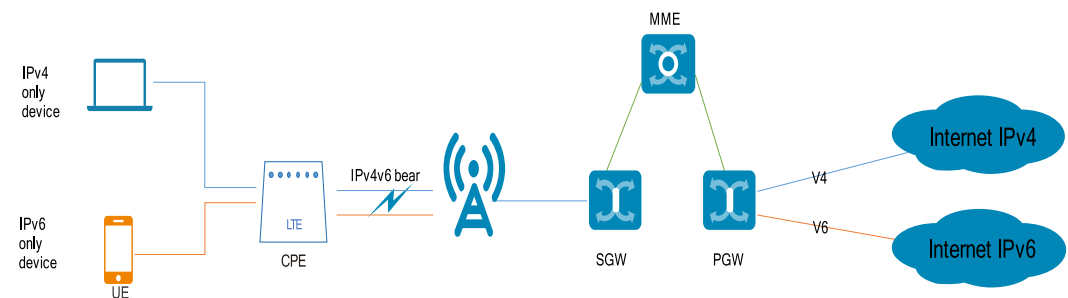 MME
IPv4
only
device
Internet IPv4
IPv4v6 bear
V4
LTE
IPv6
only
device
V6
CPE
SGW
PGW
Internet IPv6
UE